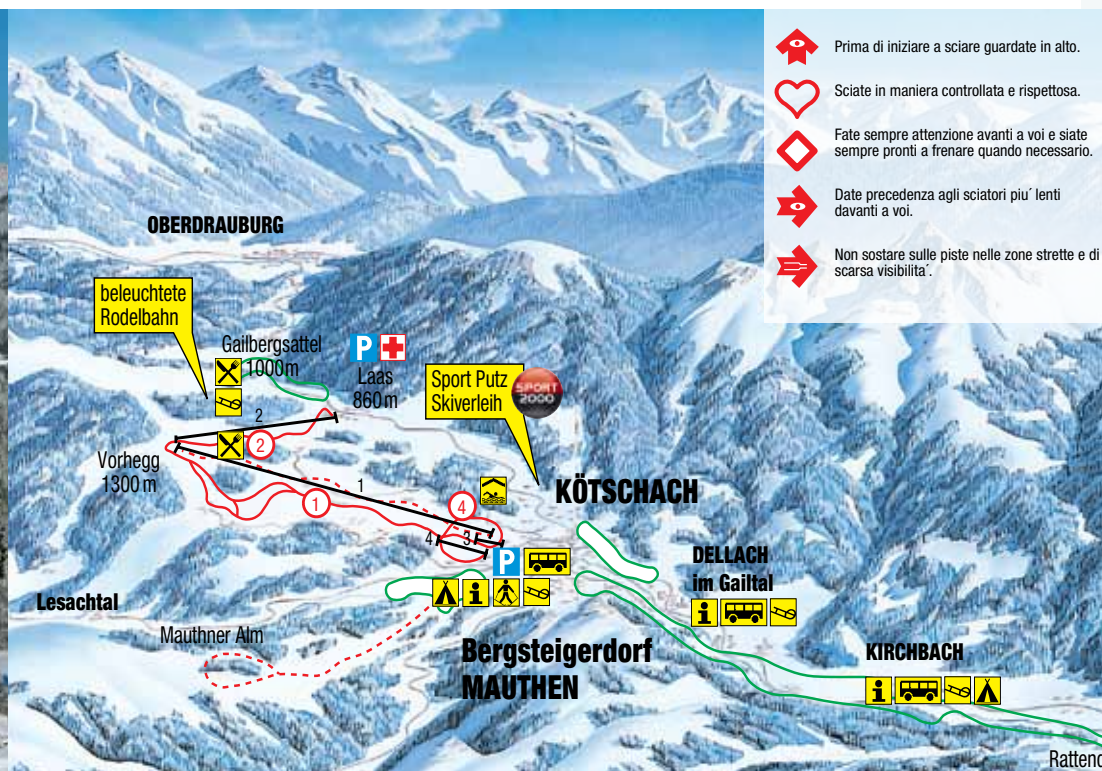 Prima di iniziare a sciare guardate in alto.
Sciate in maniera controllata e rispettosa.
Fate sempre attenzione avanti a voi e siate
sempre pronti a frenare quando necessario.
Date precedenza agli sciatori piu´ lenti
davanti a voi.
Non sostare sulle piste nelle zone strette e di
scarsa visibilita´.
OBERDRAUBURG
beleuchtete
Rodelbahn
Gailbergsattel
1000m
P
Laas
860 m
Sport Putz
Skiverleih
SPORT
2000
2
2
Vorhegg
1300 m
1
1
4
KÖTSCHACH
4
3
P
DELLACH
im Gailtal
i
i
Lesachtal
Mauthner Alm
Bergsteigerdorf
MAUTHEN
KIRCHBACH
i
Rattend